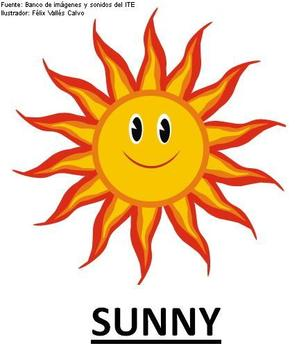 Fuente: Banco de imágenes y sonidos del ITE
Ilustrador: Félix Vallés Calvo
SUNNY